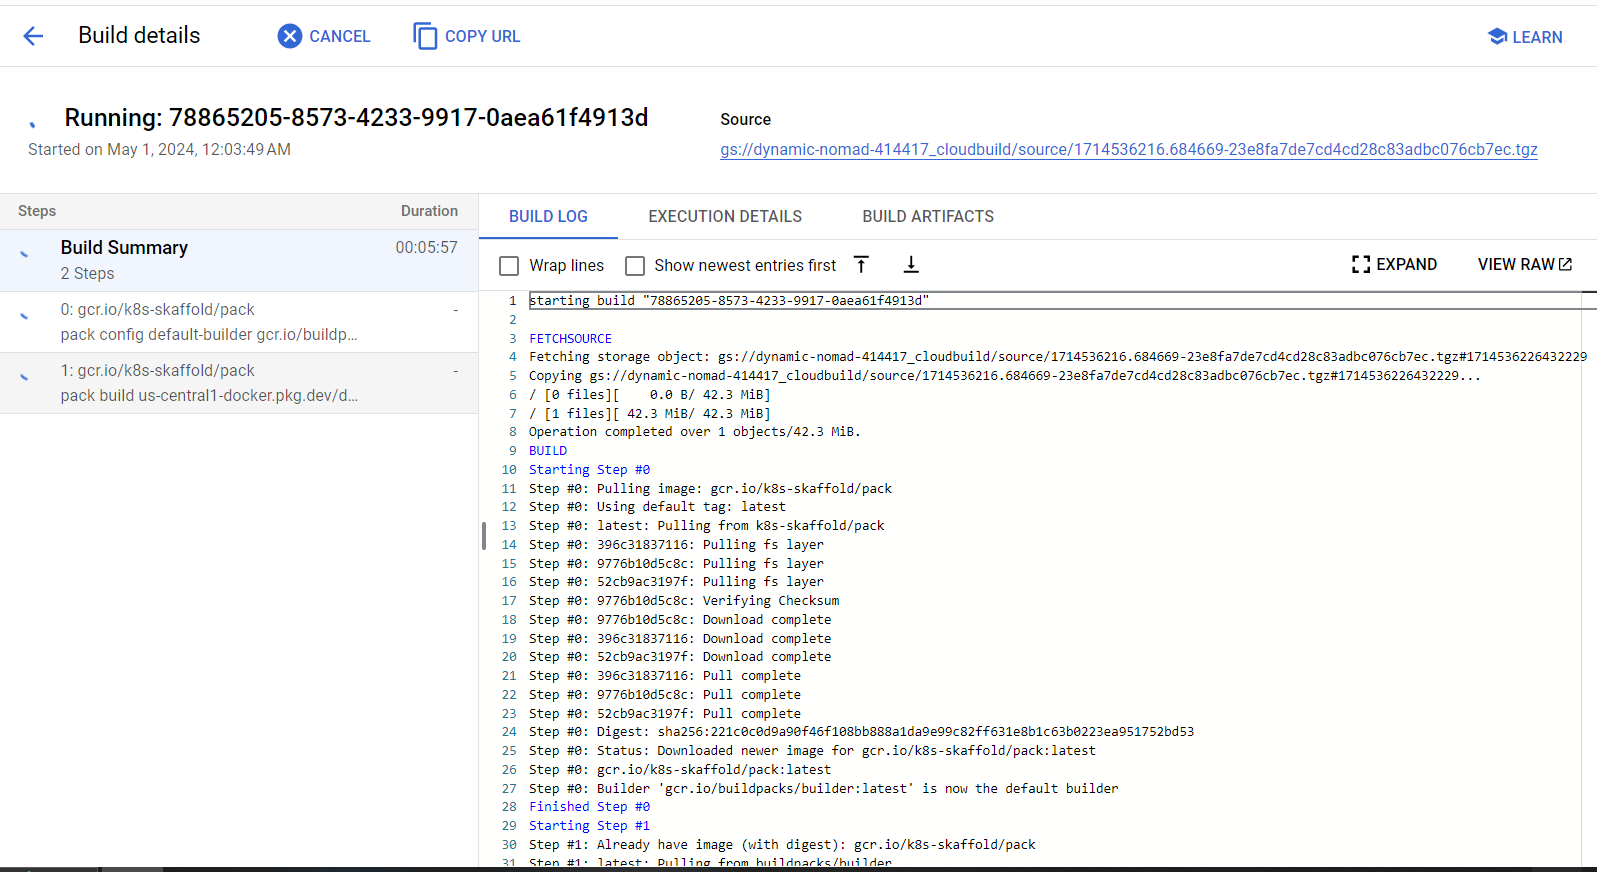 Build details
CANCEL
COPY URL
LEARN
Running: 78865205-8573-4233-9917-0aea61f4913d
Started on May 1, 2024, 12:03:49 AM
Source
gs://dynamic-nomad-414417_cloudbuild/source/1714536216.684669-23e8fa7de7cd4cd28c83adbc076cb7ec.tgz
Steps Duration
Build Summary 00:05:57
2 Steps
0: gcr.io/k8s-skaffold/pack -
pack config default-builder gcr.io/buildp...
1: gcr.io/k8s-skaffold/pack -
pack build us-central1-docker.pkg.dev/d...
BUILD LOG EXECUTION DETAILS BUILD ARTIFACTS
Wrap lines Show newest entries first EXPAND VIEW RAW
1 starting build "78865205-8573-4233-9917-0aea61f4913d"
2
3 FETCHSOURCE
4 Fetching storage object: gs://dynamic-nomad-414417_cloudbuild/source/1714536216.684669-23e8fa7de7cd4cd28c83adbc076cb7ec.tgz#1714536226432229
5 Copying gs://dynamic-nomad-414417_cloudbuild/source/1714536216.684669-23e8fa7de7cd4cd28c83adbc076cb7ec.tgz#1714536226432229...
6 / [0 files][    0.0 B/ 42.3 MiB]
7 / [1 files][ 42.3 MiB/ 42.3 MiB]
8 Operation completed over 1 objects/42.3 MiB.
9 BUILD
10 Starting Step #0
11 Step #0: Pulling image: gcr.io/k8s-skaffold/pack
12 Step #0: Using default tag: latest
13 Step #0: latest: Pulling from k8s-skaffold/pack
14 Step #0: 396c31837116: Pulling fs layer
15 Step #0: 9776b10d5c8c: Pulling fs layer
16 Step #0: 52cb9ac3197f: Pulling fs layer
17 Step #0: 9776b10d5c8c: Verifying Checksum
18 Step #0: 9776b10d5c8c: Download complete
19 Step #0: 396c31837116: Download complete
20 Step #0: 52cb9ac3197f: Download complete
21 Step #0: 396c31837116: Pull complete
22 Step #0: 9776b10d5c8c: Pull complete
23 Step #0: 52cb9ac3197f: Pull complete
24 Step #0: Digest: sha256:221c0c0d9a90f46f108bb888a1da9e99c82ff631e8b1c63b0223ea951752bd53
25 Step #0: Status: Downloaded newer image for gcr.io/k8s-skaffold/pack:latest
26 Step #0: gcr.io/k8s-skaffold/pack:latest
27 Step #0: Builder 'gcr.io/buildpacks/builder:latest' is now the default builder
28 Finished Step #0
29 Starting Step #1
30 Step #1: Already have image (with digest): gcr.io/k8s-skaffold/pack
31 Step #1: latest: Pulling from buildpacks/builder